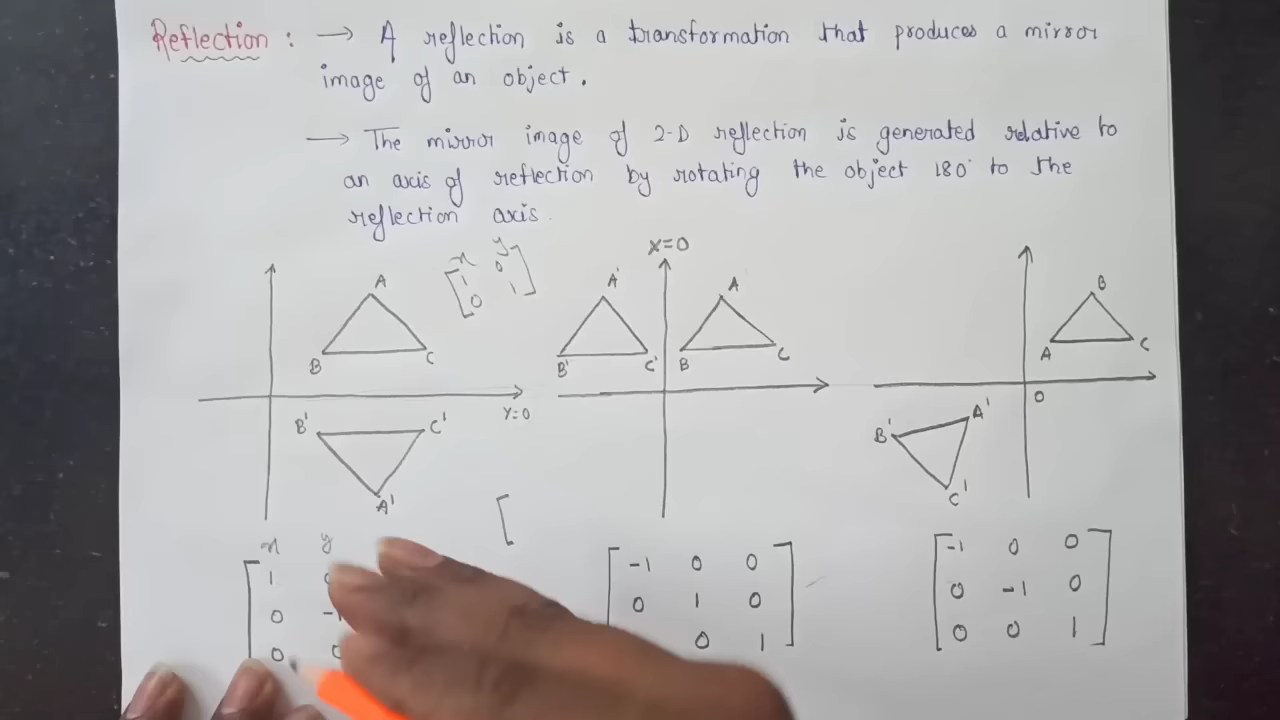 Reflection : → A reflection is a transformation that produces a mirror
image of an object.
→ The mirror image of 2-D reflection is generated relative to
an axis of reflection by rotating the object 180° to the
reflection axis.
x y
1 0
0 1
A
B C
Y=0
B' C'
A'
X=0
A' A
B' C' B C
B
A C
O
A'
B'
C'
x y
1
0 -1
0
-1 0 0
0 1 0
0 1
-1 0 0
0 -1 0
0 0 1